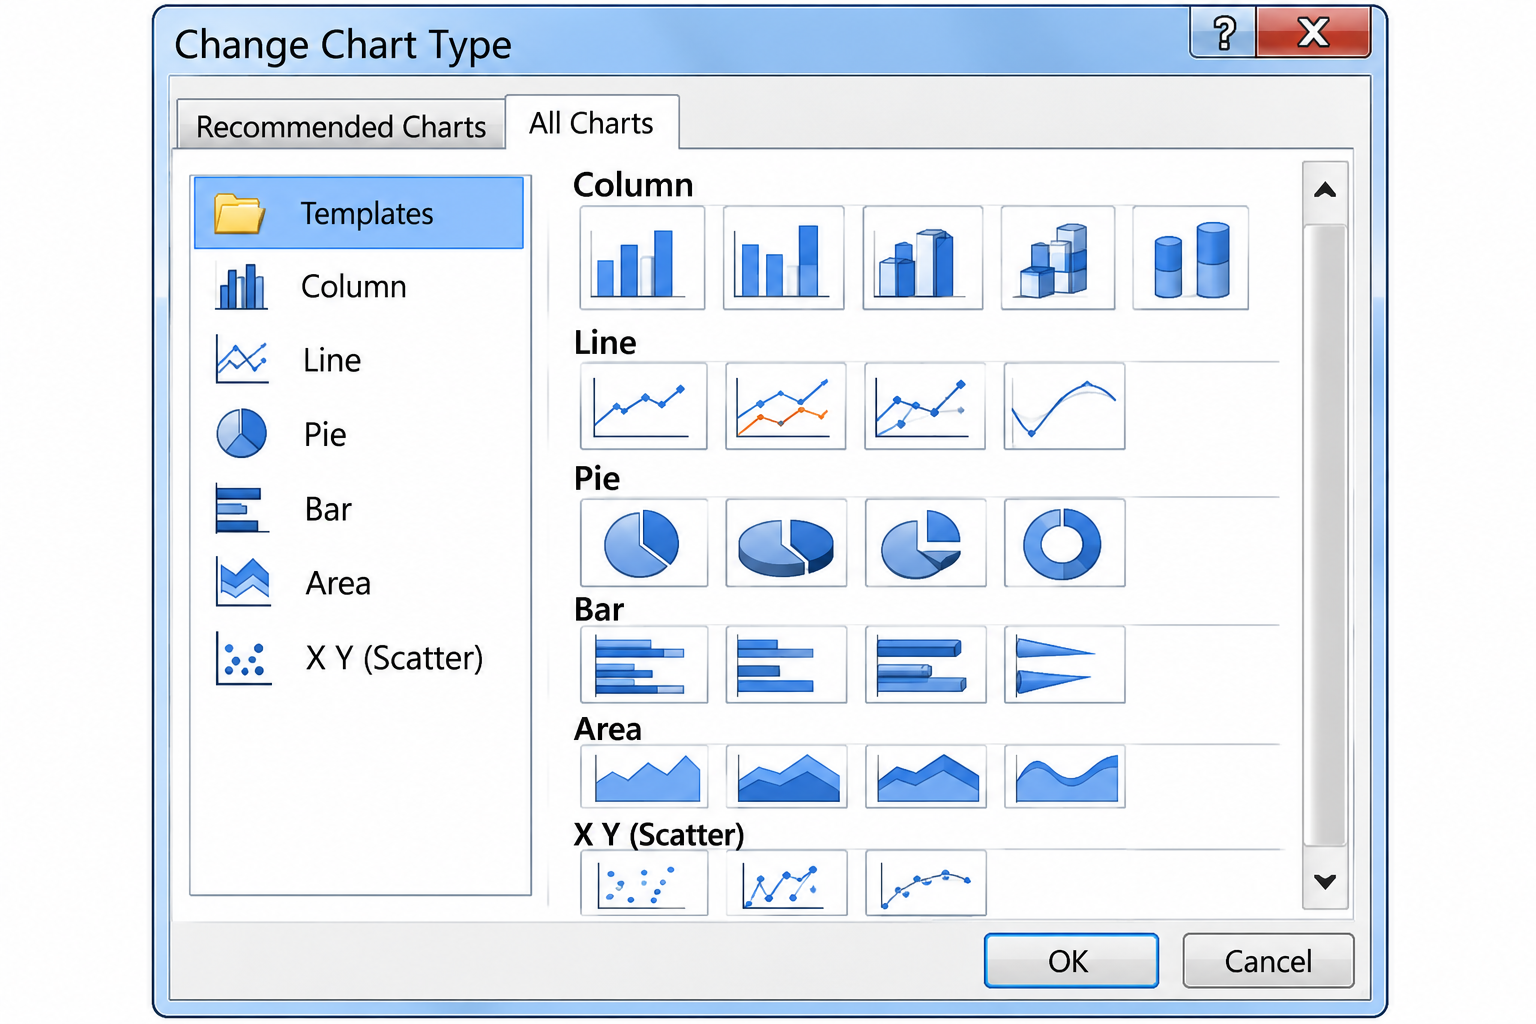 Change Chart Type
?
X
Recommended Charts
All Charts
Templates
Column
Line
Pie
Bar
Area
X Y (Scatter)
Column
Line
Pie
Bar
Area
X Y (Scatter)
OK
Cancel